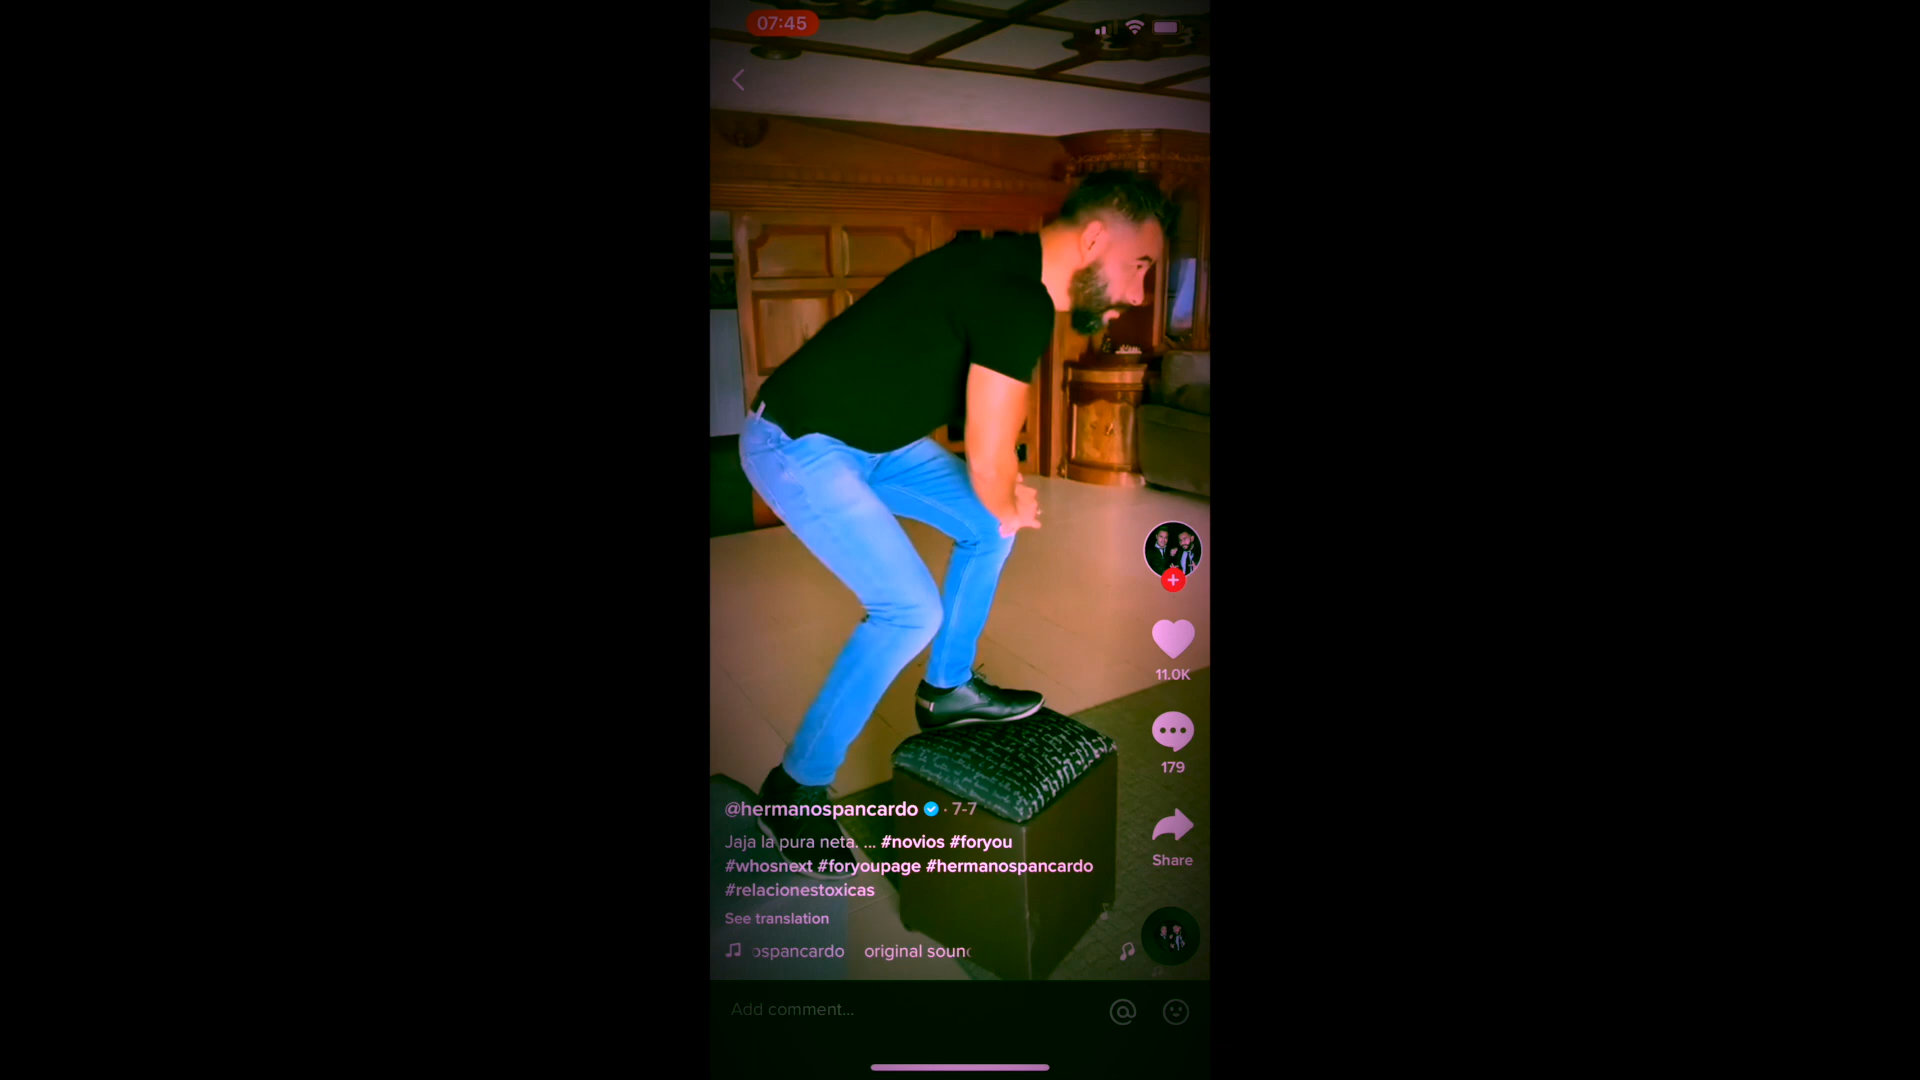 07:45
11.0K
179
Share
@hermanospancardo · 7-7
Jaja la pura neta. ... #novios #foryou
#whosnext #foryoupage #hermanospancardo
#relacionestoxicas
See translation
ospancardo original soun
Add comment...